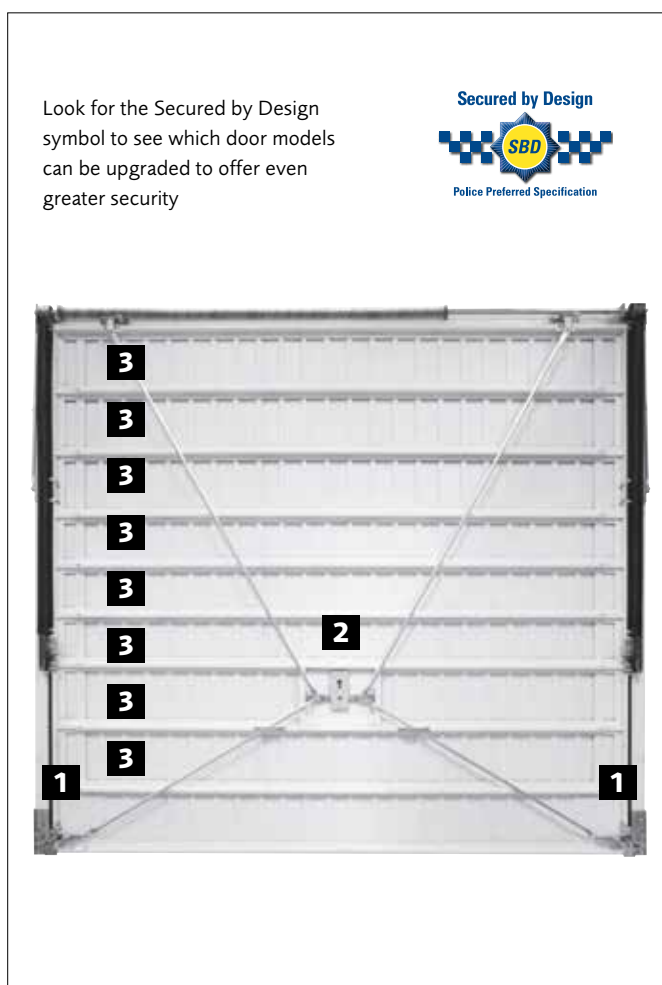 Look for the Secured by Design
symbol to see which door models
can be upgraded to offer even
greater security
Secured by Design
SBD
Police Preferred Specification
3
3
3
3
3
3
2
3
3
1
1